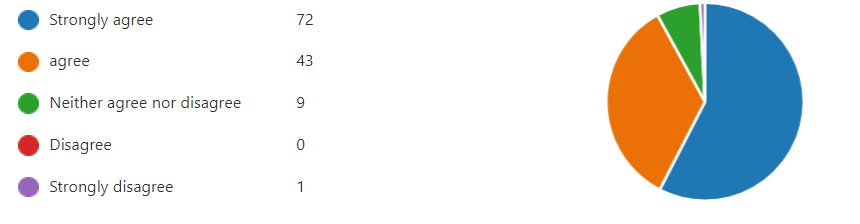 Strongly agree 72
agree 43
Neither agree nor disagree 9
Disagree 0
Strongly disagree 1